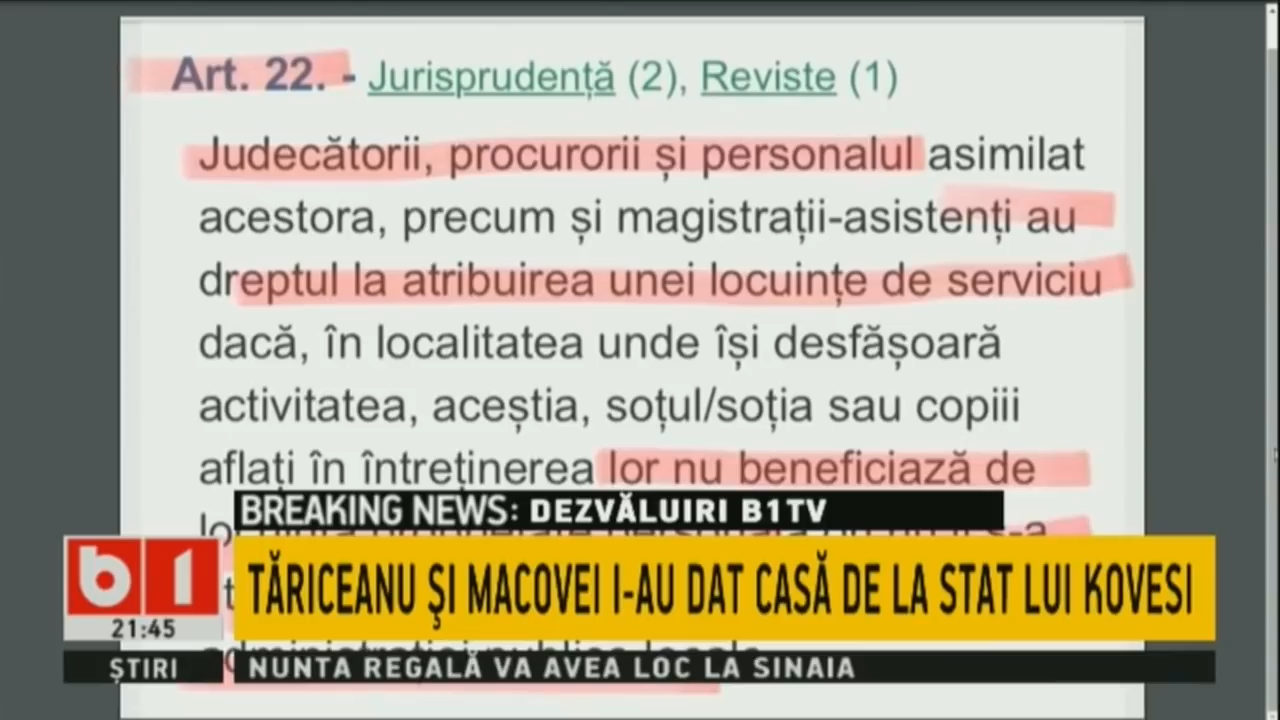 Art. 22. - Jurisprudență (2), Reviste (1)
Judecătorii, procurorii și personalul asimilat
acestora, precum și magistrații-asistenți au
dreptul la atribuirea unei locuințe de serviciu
dacă, în localitatea unde își desfășoară
activitatea, aceștia, soțul/soția sau copiii
aflați în întreținerea lor nu beneficiază de
BREAKING NEWS: DEZVĂLUIRI B1TV
b1
TĂRICEANU ŞI MACOVEI I-AU DAT CASĂ DE LA STAT LUI KOVESI
21:45
ŞTIRI
NUNTA REGALĂ VA AVEA LOC LA SINAIA